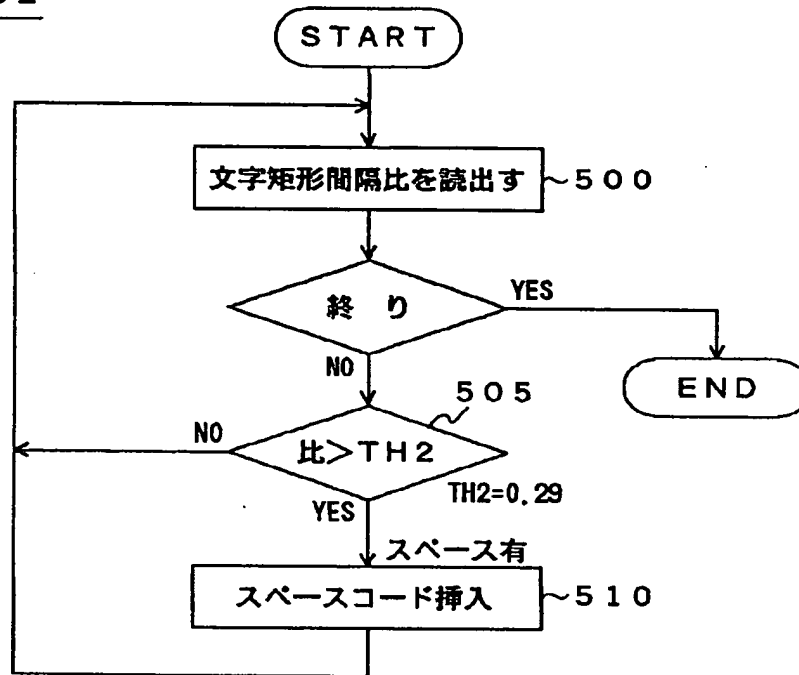 START
文字矩形間隔比を読出す
500
終り
YES
NO
END
505
NO
比>TH2
TH2=0.29
YES
スペース有
スペースコード挿入
510